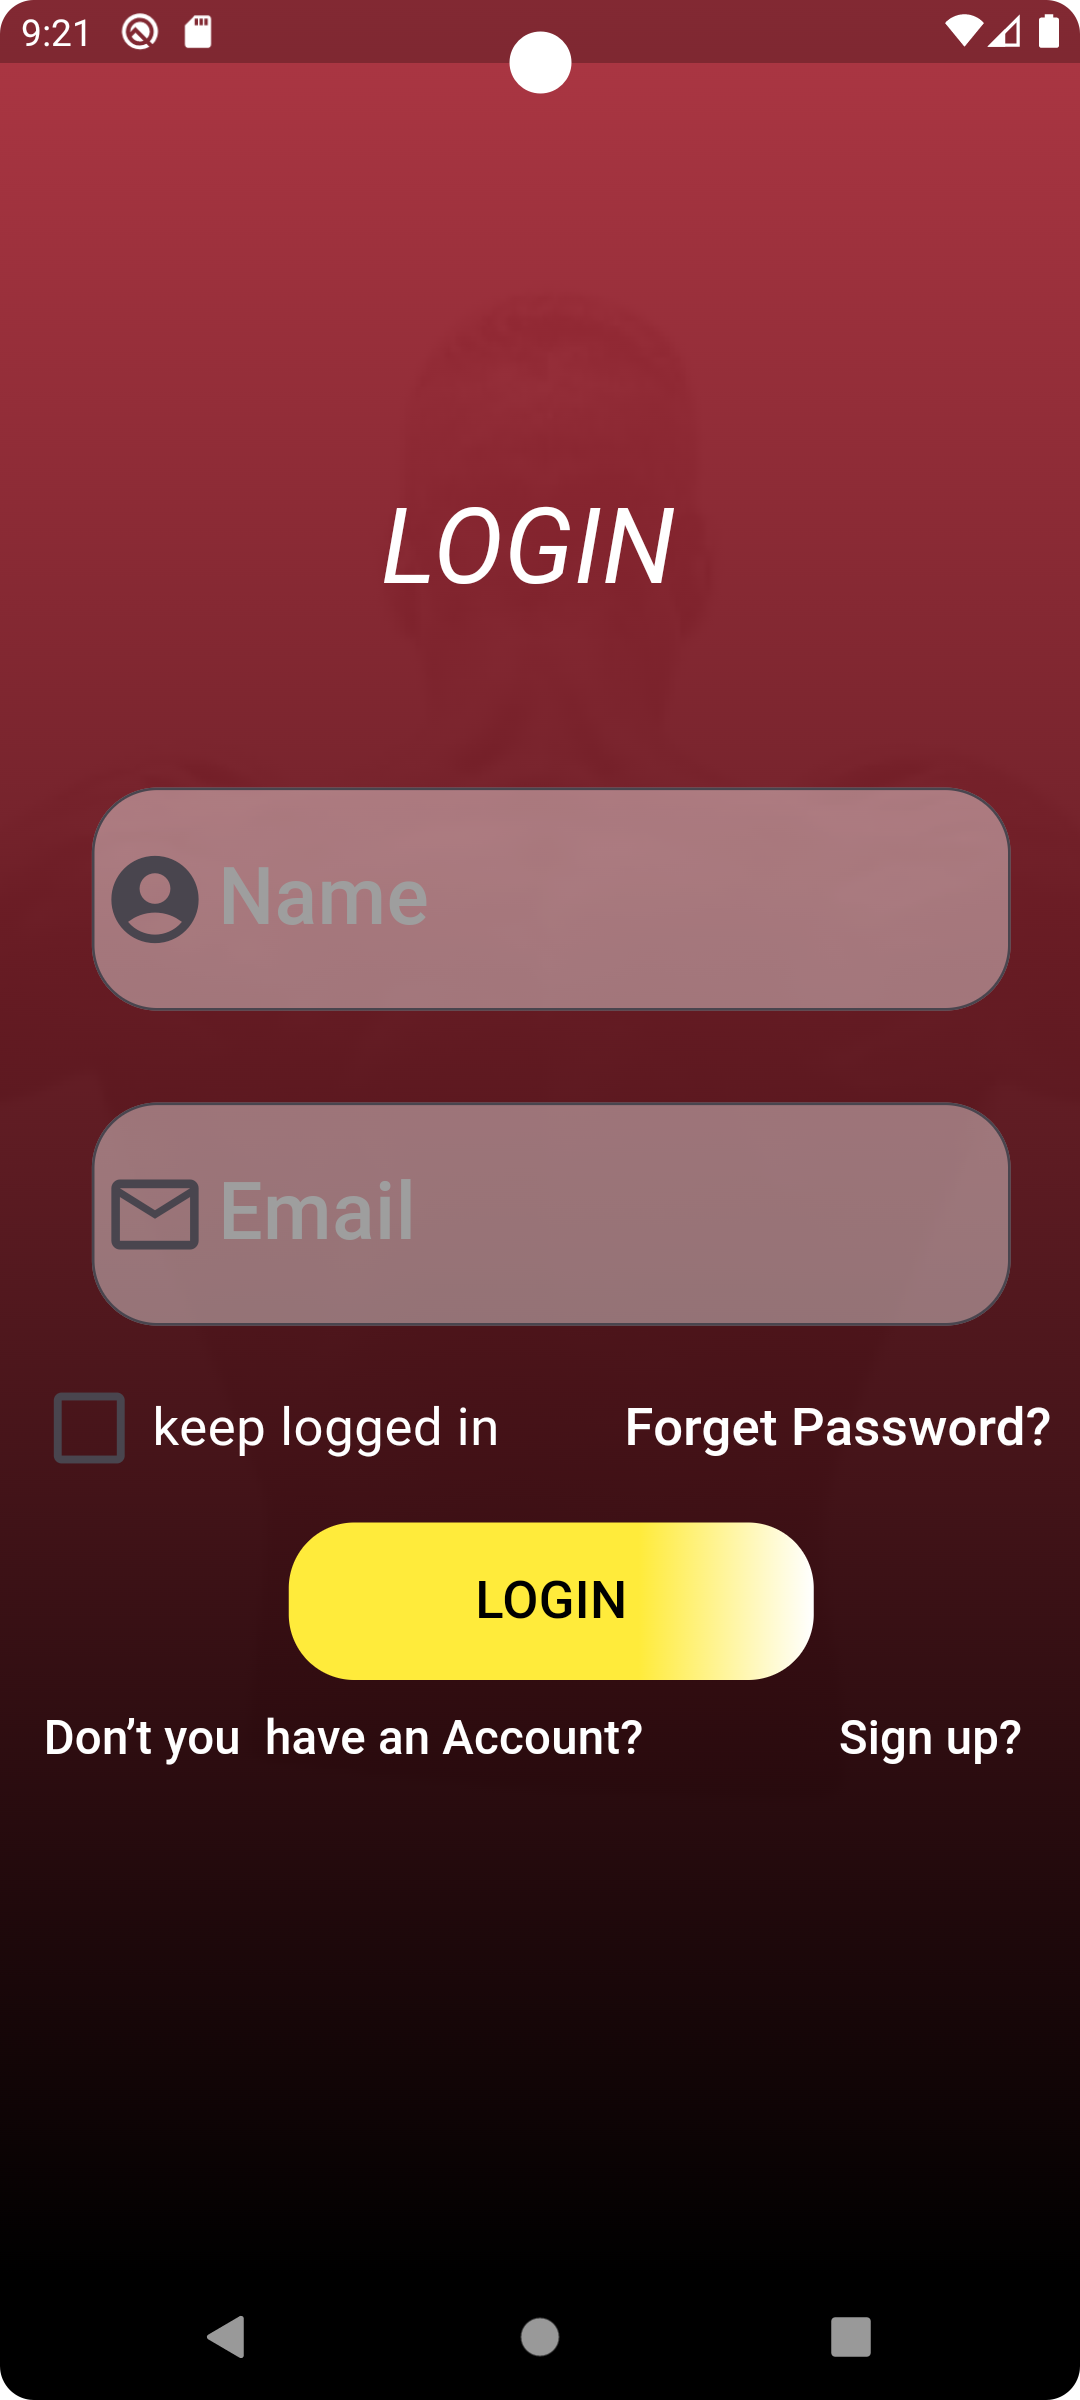 9:21
LOGIN
Name
Email
keep logged in Forget Password?
LOGIN
Don’t you  have an Account? Sign up?